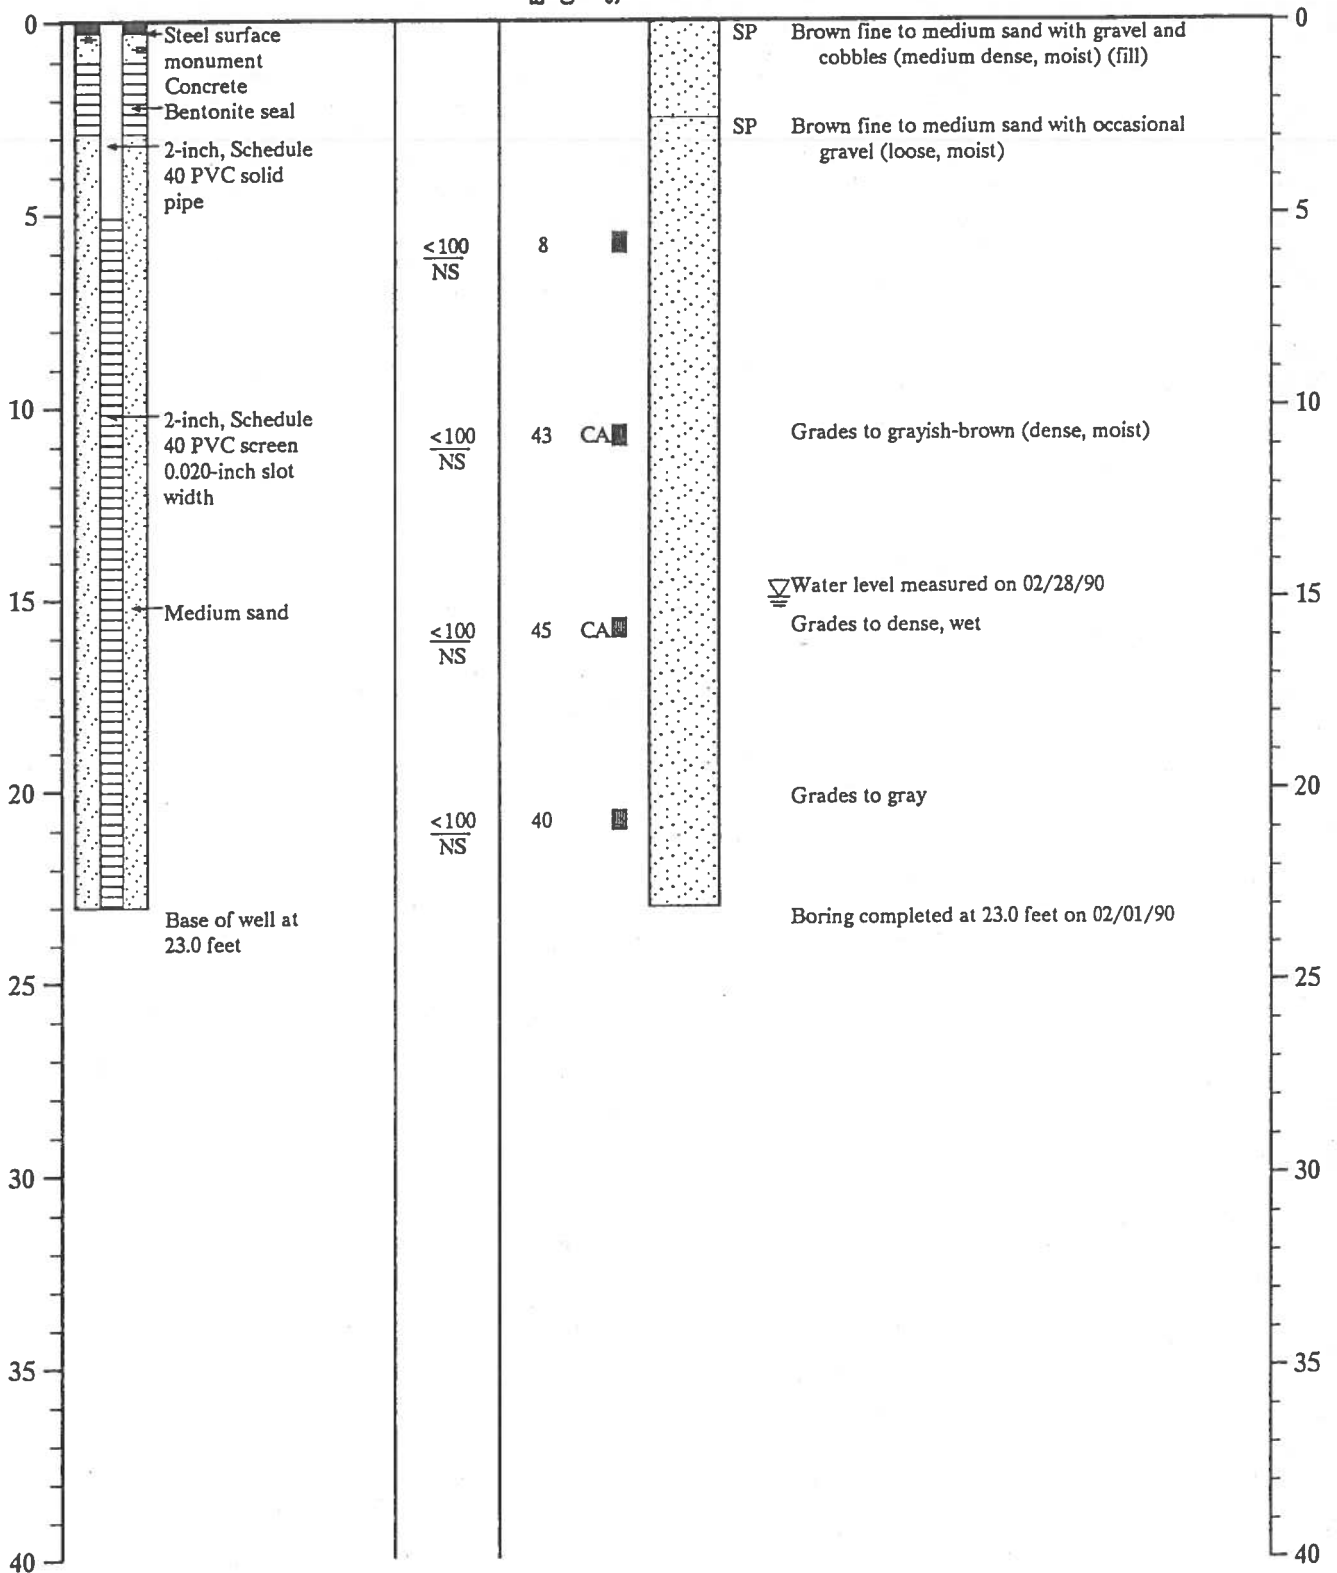 0
Steel surface
monument
Concrete
Bentonite seal
2-inch, Schedule
40 PVC solid
pipe
5
10
2-inch, Schedule
40 PVC screen
0.020-inch slot
width
15
Medium sand
20
Base of well at
23.0 feet
25
30
35
40
<100
NS
8
<100
NS
43 CA
<100
NS
45 CA
<100
NS
40
SP Brown fine to medium sand with gravel and
cobbles (medium dense, moist) (fill)
SP Brown fine to medium sand with occasional
gravel (loose, moist)
Grades to grayish-brown (dense, moist)
Water level measured on 02/28/90
Grades to dense, wet
Grades to gray
Boring completed at 23.0 feet on 02/01/90
0
5
10
15
20
25
30
35
40